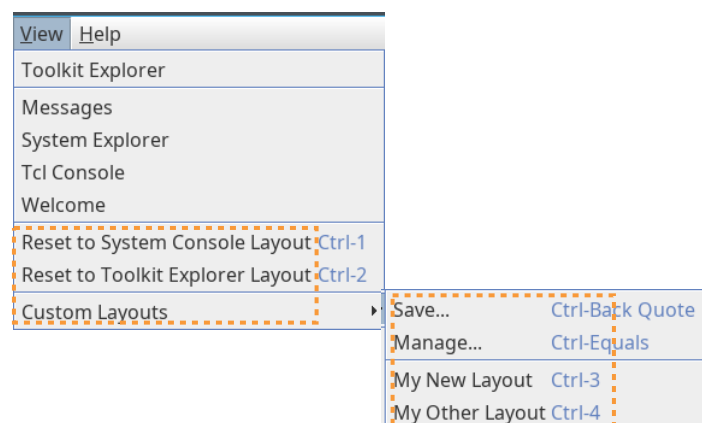 View Help
Toolkit Explorer
Messages
System Explorer
Tcl Console
Welcome
Reset to System Console Layout Ctrl-1
Reset to Toolkit Explorer Layout Ctrl-2
Custom Layouts
Save... Ctrl-Back Quote
Manage... Ctrl-Equals
My New Layout Ctrl-3
My Other Layout Ctrl-4